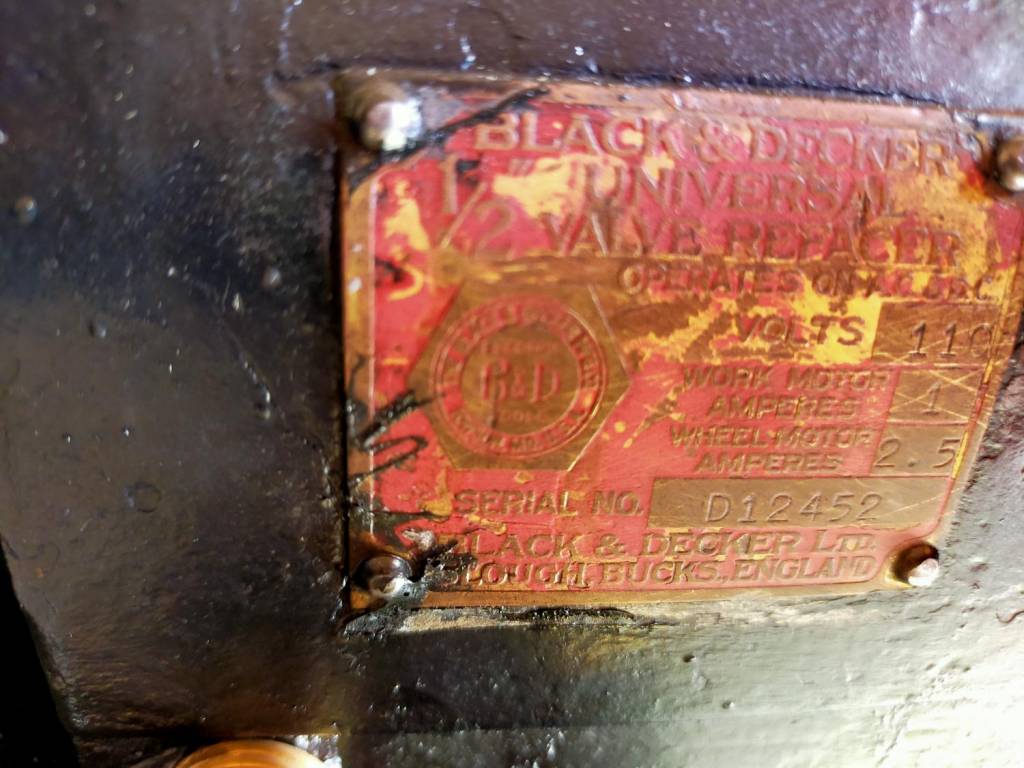 BLACK & DECKER
1/2" UNIVERSAL
VALVE REFACER
OPERATES ON A.C. OR D.C.
VOLTS 110
WORK MOTOR
AMPERES 1
WHEEL MOTOR
AMPERES 2.5
B&D
SERIAL NO. D12452
BLACK & DECKER LTD.
SLOUGH, BUCKS, ENGLAND